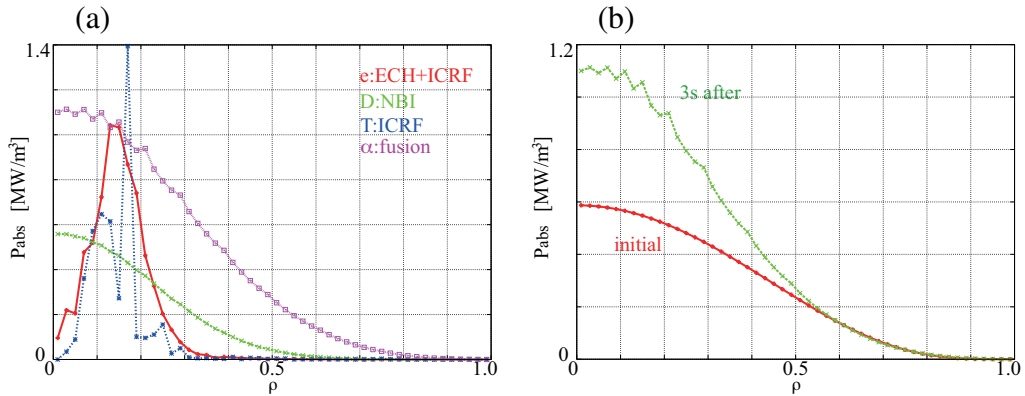 (a)
1.4
e:ECH+ICRF
D:NBI
T:ICRF
α:fusion
Pabs [MW/m³]
0
0
0.5
1.0
ρ
(b)
1.2
3s after
initial
Pabs [MW/m³]
0
0
0.5
1.0
ρ